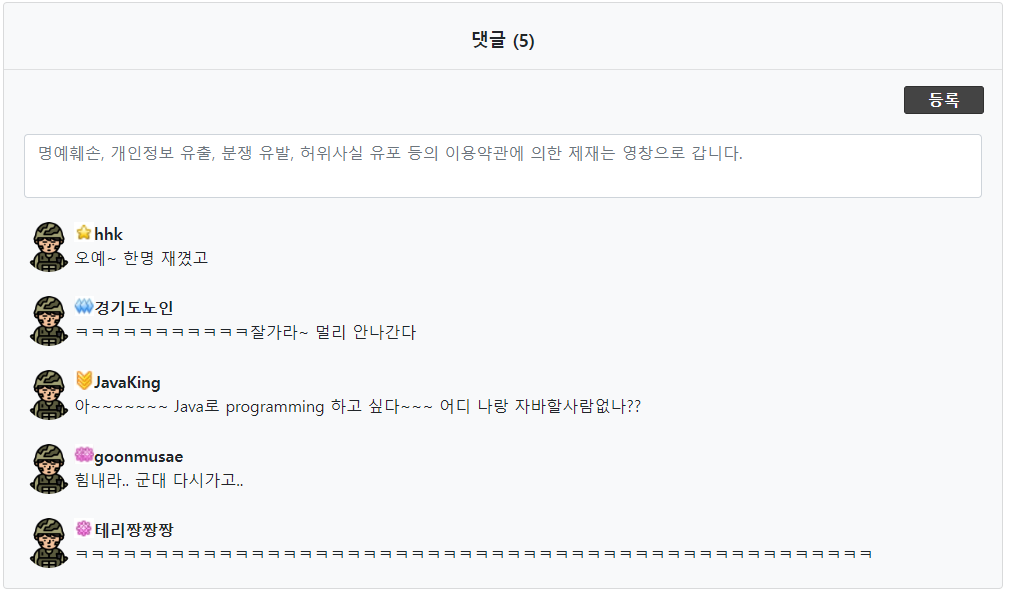 댓글 (5)
등록
명예훼손, 개인정보 유출, 분쟁 유발, 허위사실 유포 등의 이용약관에 의한 제재는 영창으로 갑니다.
hhk
오예~ 한명 재꼈고
경기도노인
ㅋㅋㅋㅋㅋㅋㅋㅋㅋㅋㅋ잘가라~ 멀리 안나간다
JavaKing
아~~~~~~~ Java로 programming 하고 싶다~~~ 어디 나랑 자바할사람없나??
goonmusae
힘내라.. 군대 다시가고..
테리짱짱짱
ㅋㅋㅋㅋㅋㅋㅋㅋㅋㅋㅋㅋㅋㅋㅋㅋㅋㅋㅋㅋㅋㅋㅋㅋㅋㅋㅋㅋㅋㅋㅋㅋㅋㅋㅋㅋㅋㅋㅋㅋㅋㅋㅋㅋㅋㅋㅋㅋㅋㅋ